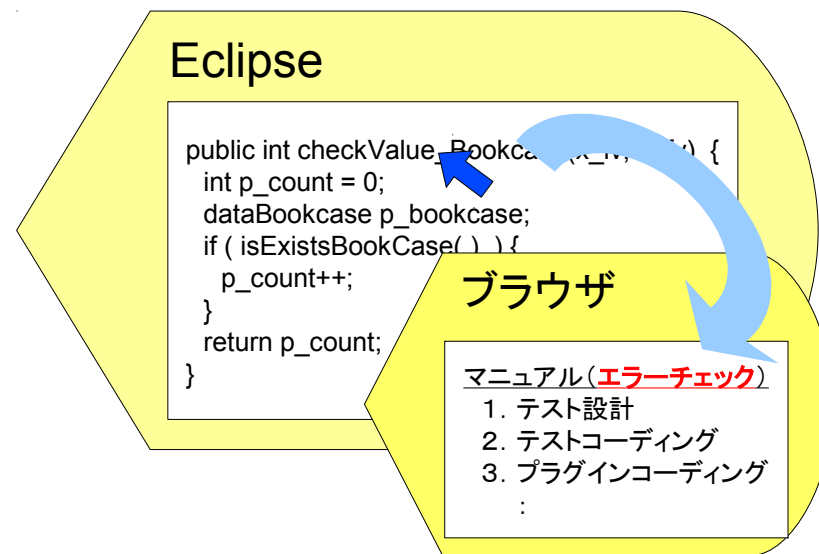 Eclipse
public int checkValue_Bookca
int p_count = 0;
dataBookcase p_bookcase;
if ( isExistsBookCase( ) ) {
p_count++;
}
return p_count;
}
ブラウザ
マニュアル(エラーチェック)
1. テスト設計
2. テストコーディング
3. プラグインコーディング
: